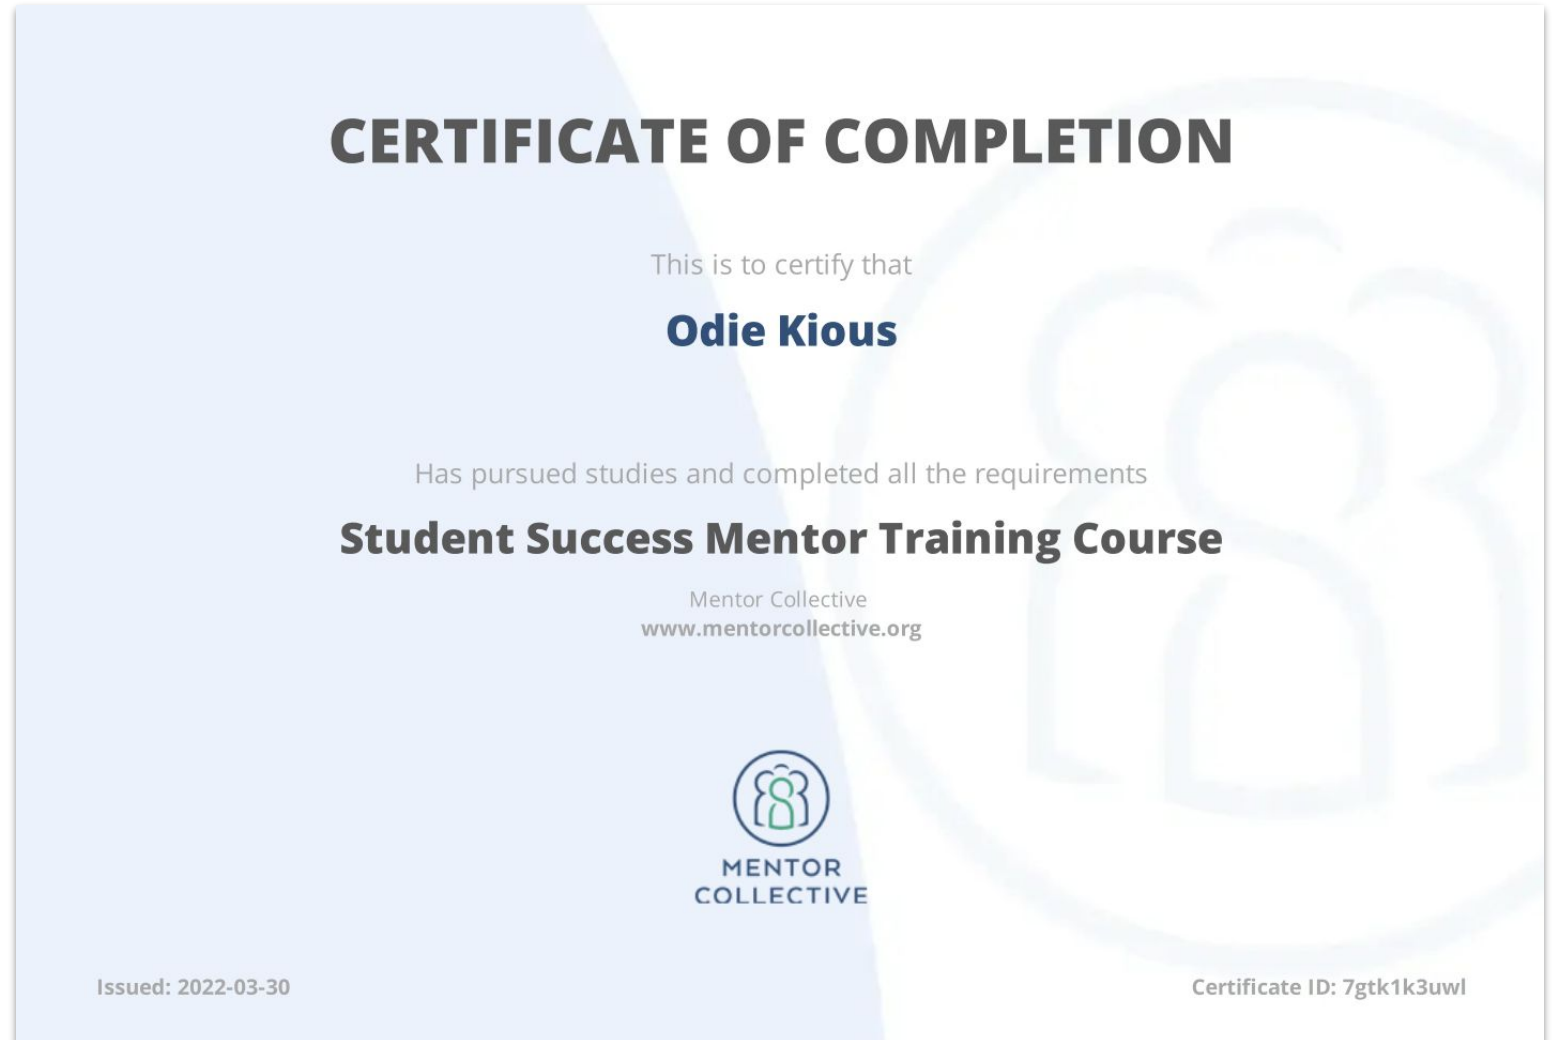 CERTIFICATE OF COMPLETION
This is to certify that
Odie Kious
Has pursued studies and completed all the requirements
Student Success Mentor Training Course
Mentor Collective
www.mentorcollective.org
MENTOR
COLLECTIVE
Issued: 2022-03-30
Certificate ID: 7gtk1k3uwl